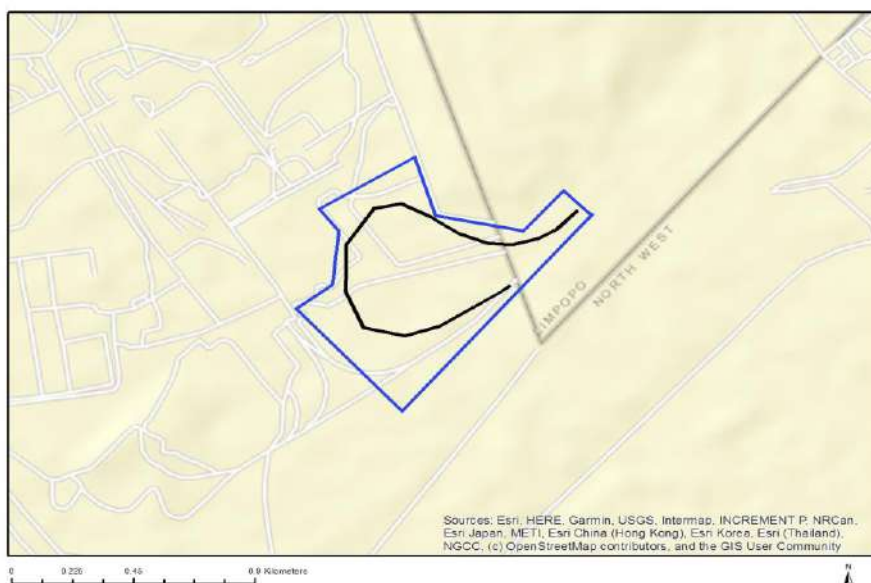 LIMPOPO
NORTH WEST
Sources: Esri, HERE, Garmin, USGS, Intermap, INCREMENT P, NRCan,
Esri Japan, METI, Esri China (Hong Kong), Esri Korea, Esri (Thailand),
NGCC, (c) OpenStreetMap contributors, and the GIS User Community
0 0.225 0.45 0.9 Kilometers
N